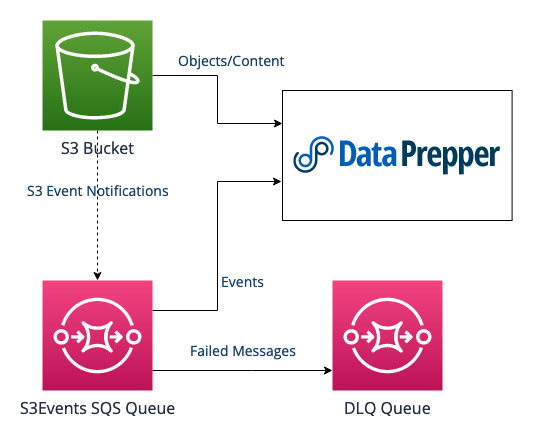 Objects/Content
S3 Bucket
Data Prepper
S3 Event Notifications
Events
Failed Messages
S3Events SQS Queue
DLQ Queue